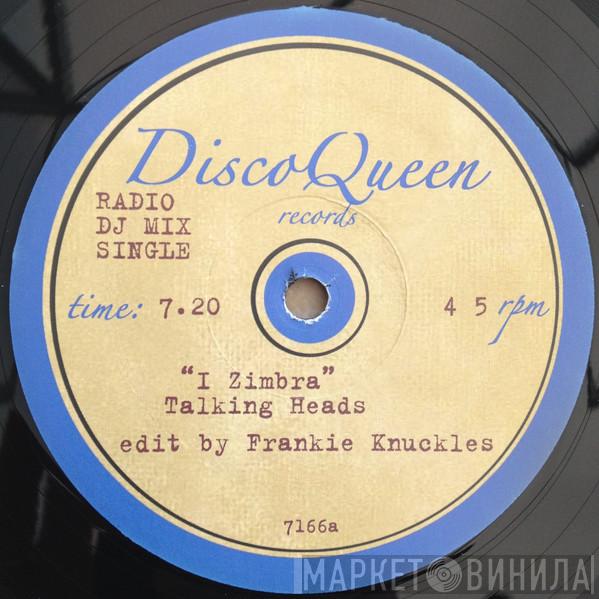 DiscoQueen
records
RADIO
DJ MIX
SINGLE
time: 7.20
4 5 rpm
“I Zimbra”
Talking Heads
edit by Frankie Knuckles
7166a
МАРКЕТ ВИНИЛА